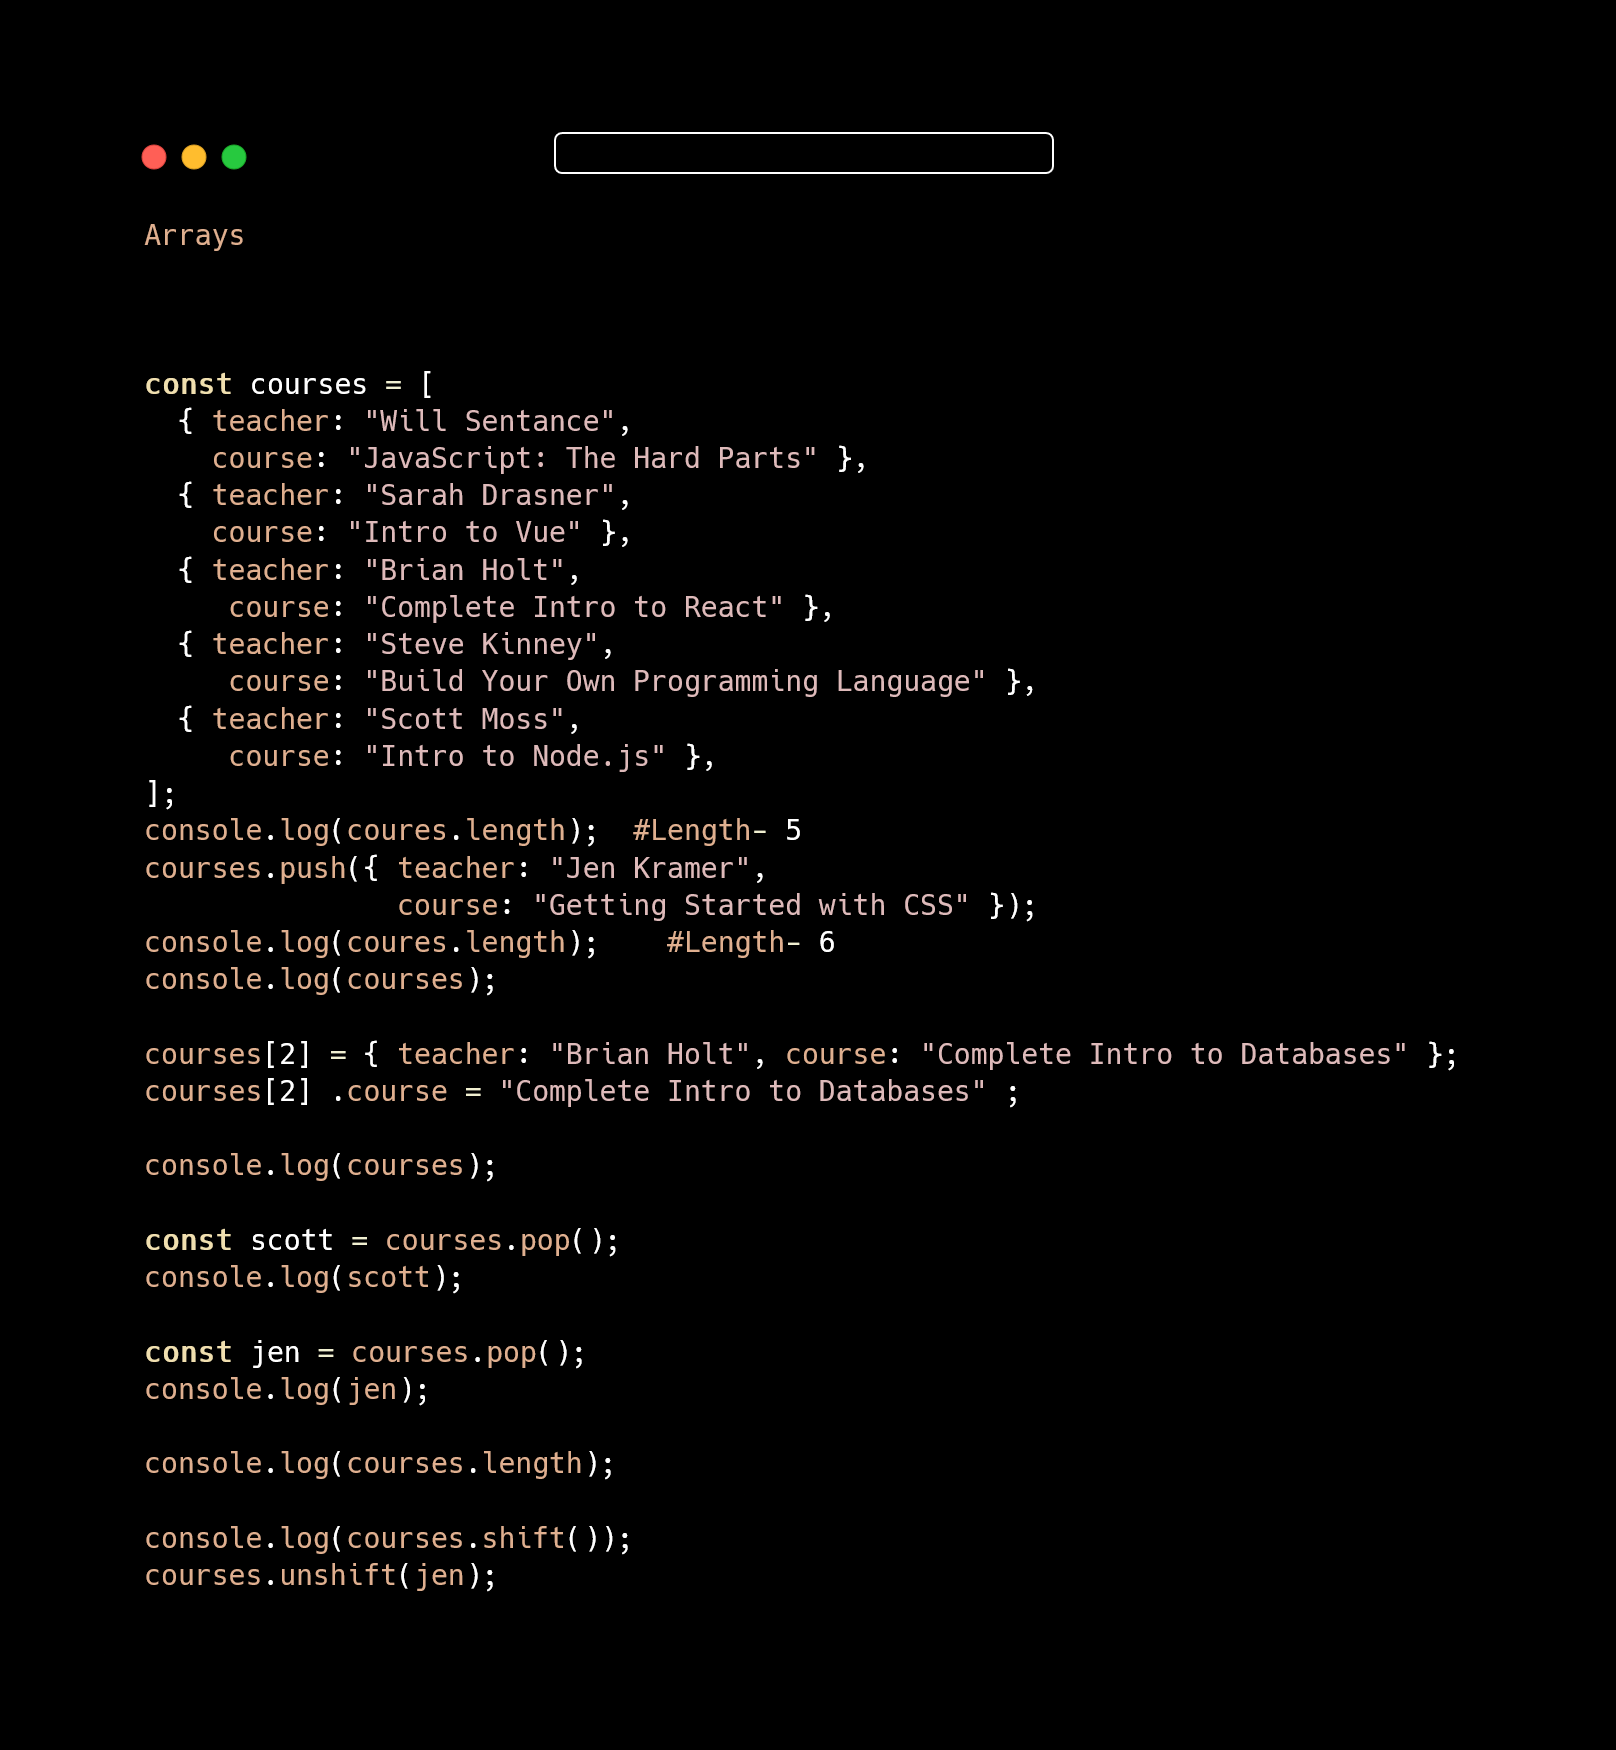 Arrays
const courses = [
  { teacher: "Will Sentance",
    course: "JavaScript: The Hard Parts" },
  { teacher: "Sarah Drasner",
    course: "Intro to Vue" },
  { teacher: "Brian Holt",
     course: "Complete Intro to React" },
  { teacher: "Steve Kinney",
     course: "Build Your Own Programming Language" },
  { teacher: "Scott Moss",
     course: "Intro to Node.js" },
];
console.log(coures.length);  #Length- 5
courses.push({ teacher: "Jen Kramer",
               course: "Getting Started with CSS" });
console.log(coures.length);    #Length- 6
console.log(courses);
courses[2] = { teacher: "Brian Holt", course: "Complete Intro to Databases" };
courses[2] .course = "Complete Intro to Databases" ;
console.log(courses);
const scott = courses.pop();
console.log(scott);
const jen = courses.pop();
console.log(jen);
console.log(courses.length);
console.log(courses.shift());
courses.unshift(jen);